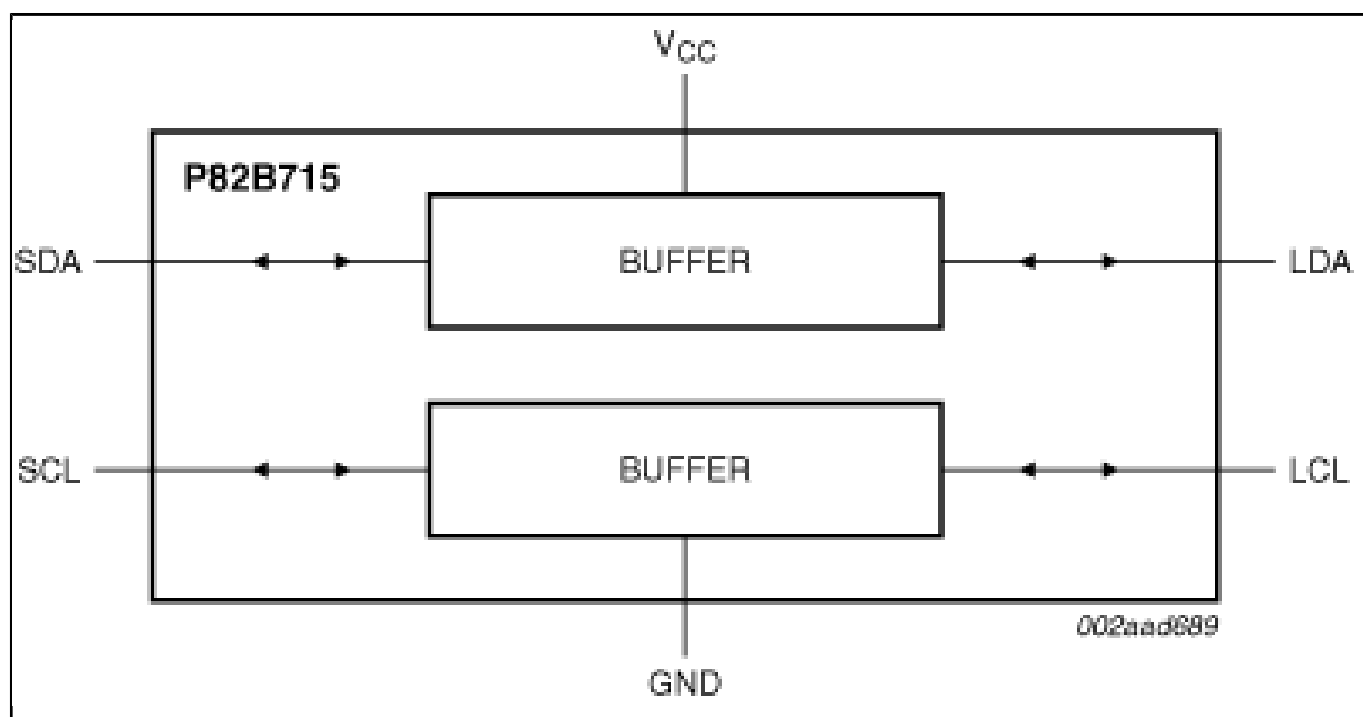 VCC
P82B715
SDA BUFFER LDA
SCL BUFFER LCL
002aad689
GND